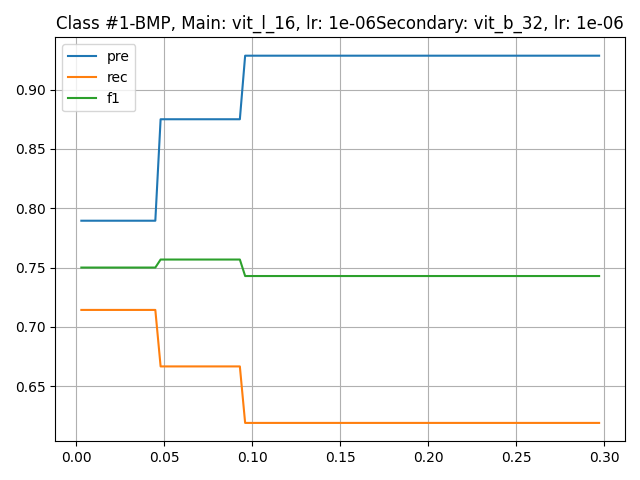 Class #1-BMP, Main: vit_l_16, lr: 1e-06Secondary: vit_b_32, lr: 1e-06
pre
rec
f1
0.90
0.85
0.80
0.75
0.70
0.65
0.00 0.05 0.10 0.15 0.20 0.25 0.30